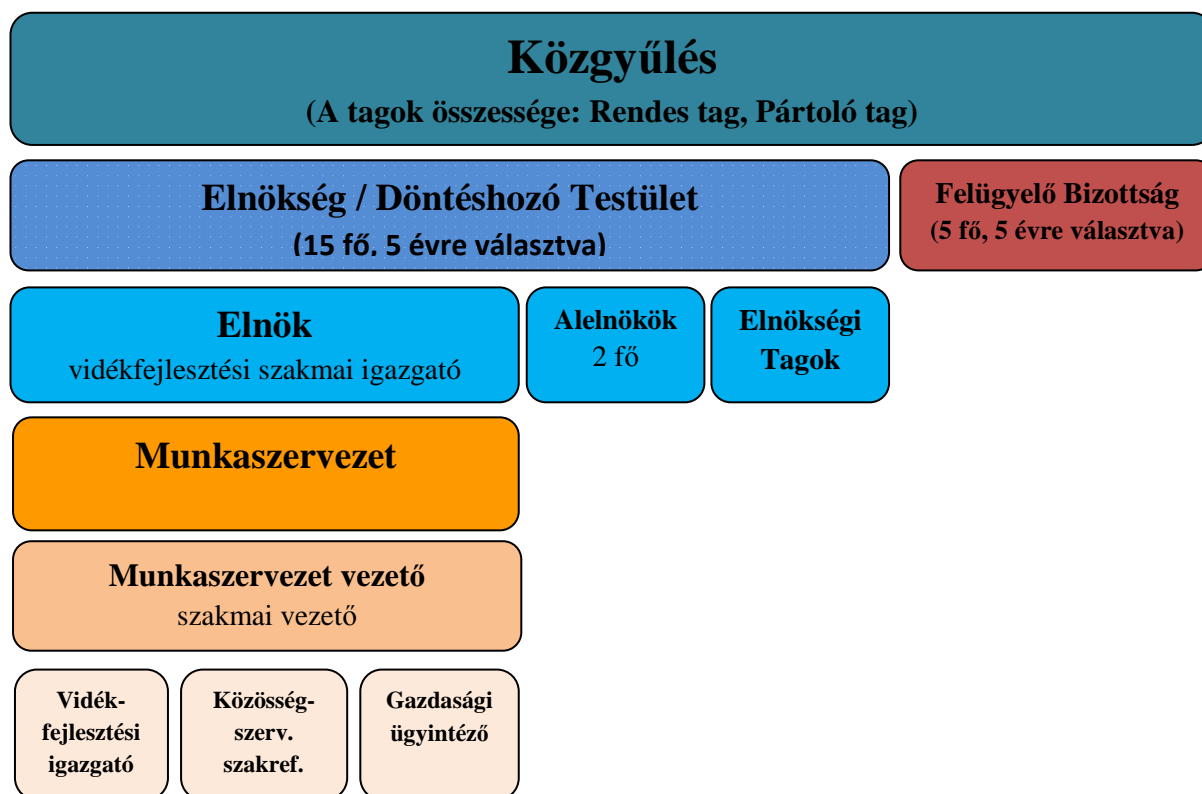 Közgyűlés
(A tagok összessége: Rendes tag, Pártoló tag)
Elnökség / Döntéshozó Testület
(15 fő, 5 évre választva)
Felügyelő Bizottság
(5 fő, 5 évre választva)
Elnök
vidékfejlesztési szakmai igazgató
Alelnökök
2 fő
Elnökségi
Tagok
Munkaszervezet
Munkaszervezet vezető
szakmai vezető
Vidék-
fejlesztési
igazgató
Közösség-
szerv.
szakref.
Gazdasági
ügyintéző